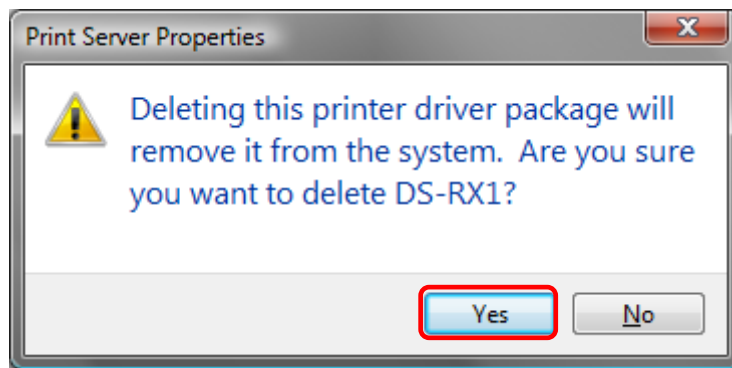 Print Server Properties
Deleting this printer driver package will
remove it from the system.  Are you sure
you want to delete DS-RX1?
Yes
No